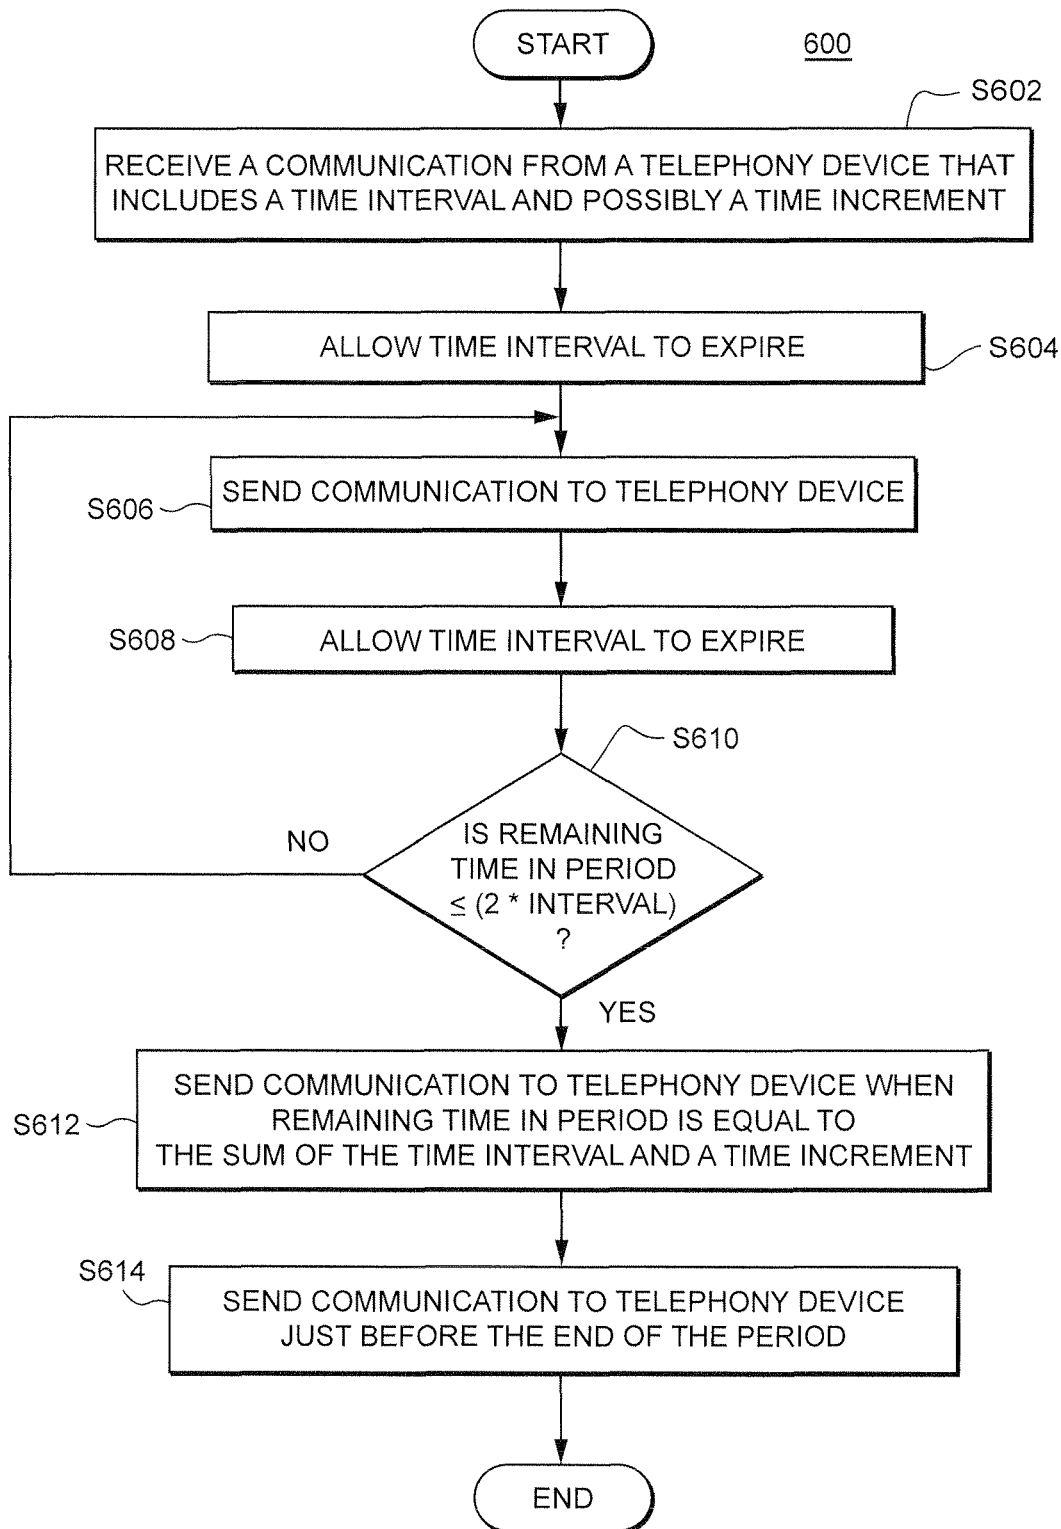 START
600
S602
RECEIVE A COMMUNICATION FROM A TELEPHONY DEVICE THAT
INCLUDES A TIME INTERVAL AND POSSIBLY A TIME INCREMENT
ALLOW TIME INTERVAL TO EXPIRE
S604
SEND COMMUNICATION TO TELEPHONY DEVICE
S606
S608
ALLOW TIME INTERVAL TO EXPIRE
S610
NO
IS REMAINING
TIME IN PERIOD
≤ (2 * INTERVAL)
?
YES
SEND COMMUNICATION TO TELEPHONY DEVICE WHEN
REMAINING TIME IN PERIOD IS EQUAL TO
THE SUM OF THE TIME INTERVAL AND A TIME INCREMENT
S612
S614
SEND COMMUNICATION TO TELEPHONY DEVICE
JUST BEFORE THE END OF THE PERIOD
END